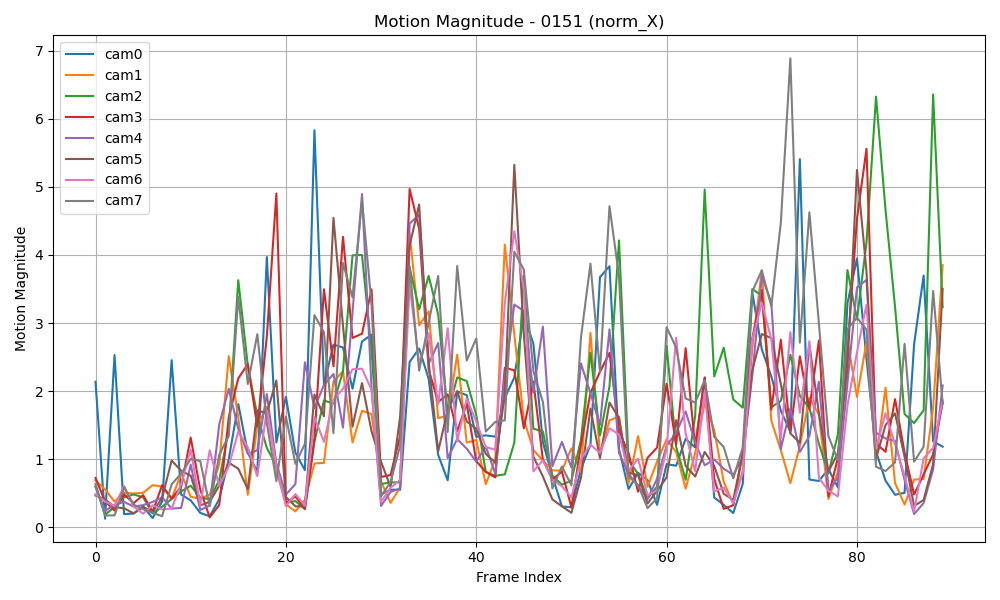 Motion Magnitude - 0151 (norm_X)
cam0
cam1
cam2
cam3
cam4
cam5
cam6
cam7
Motion Magnitude
7
6
5
4
3
2
1
0
0 20 40 60 80
Frame Index